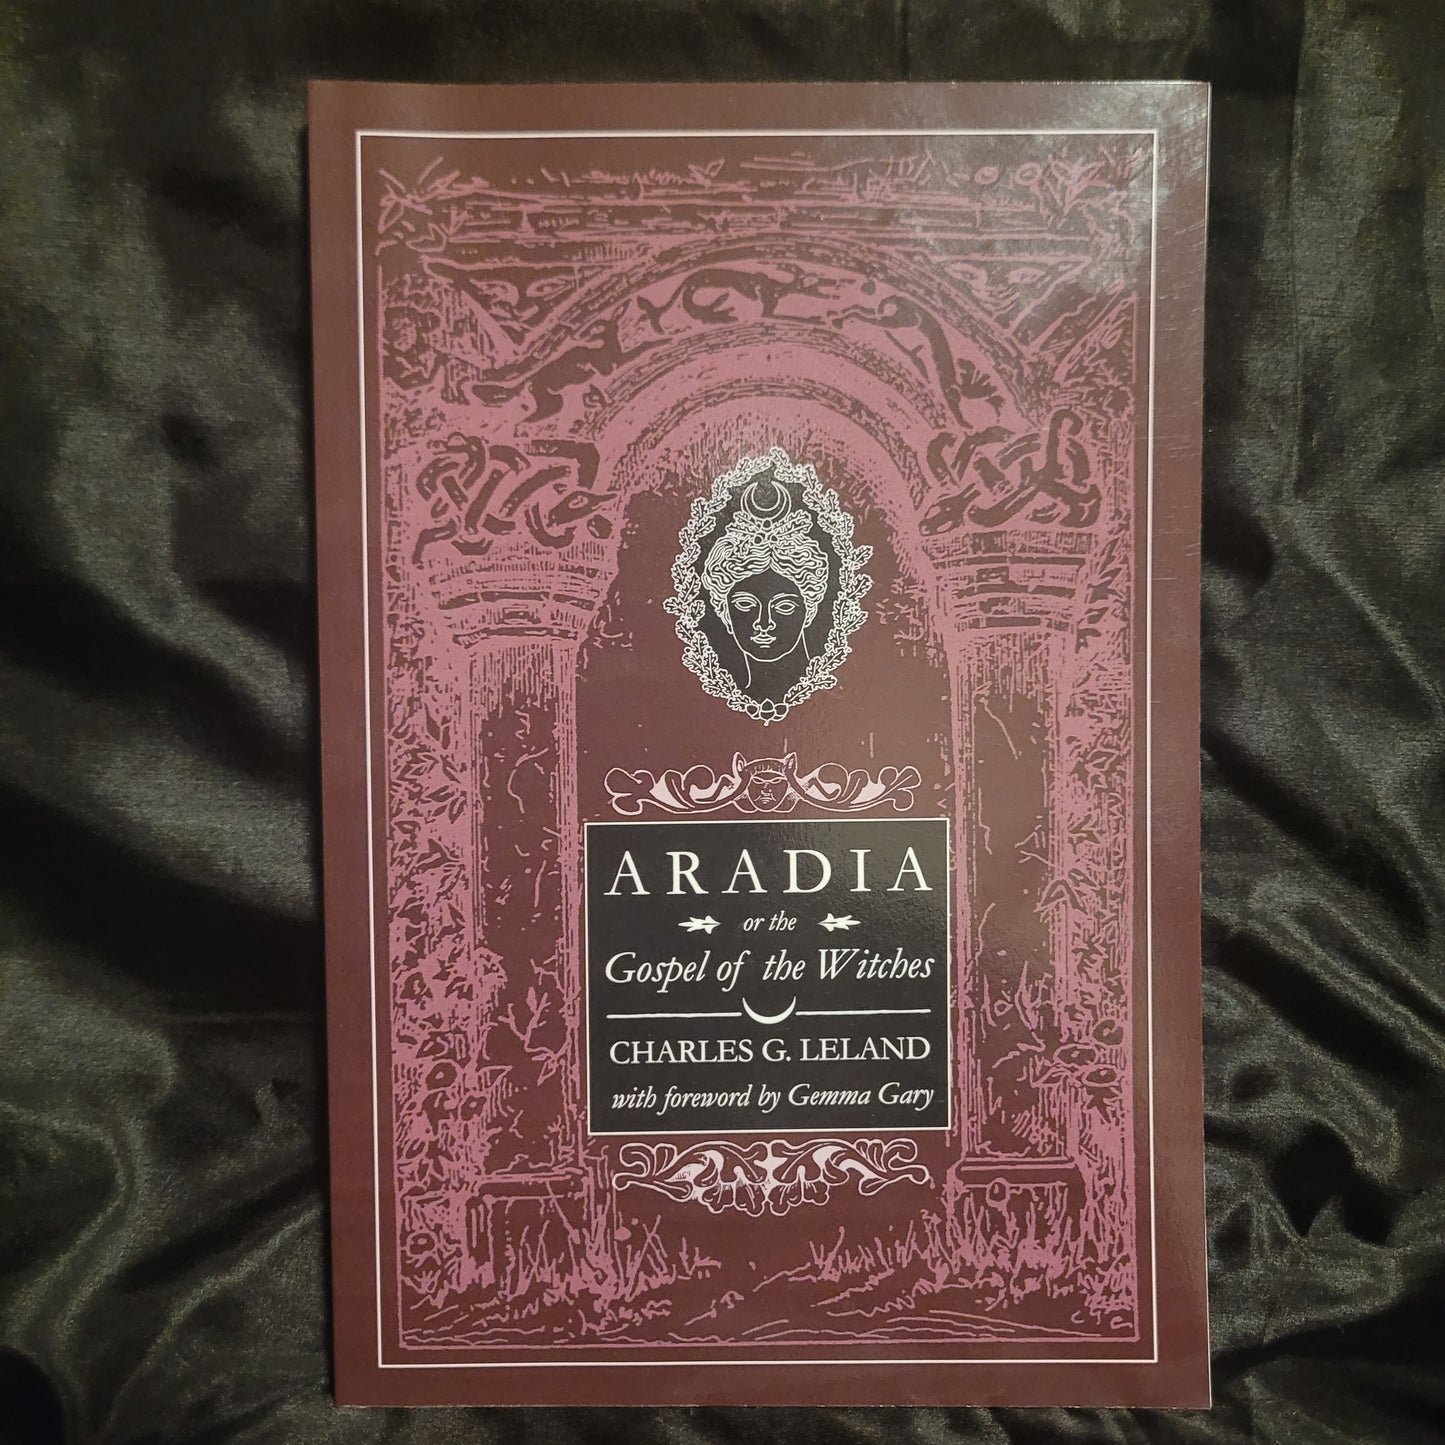 ARADIA
or the
Gospel of the Witches
CHARLES G. LELAND
with foreword by Gemma Gary